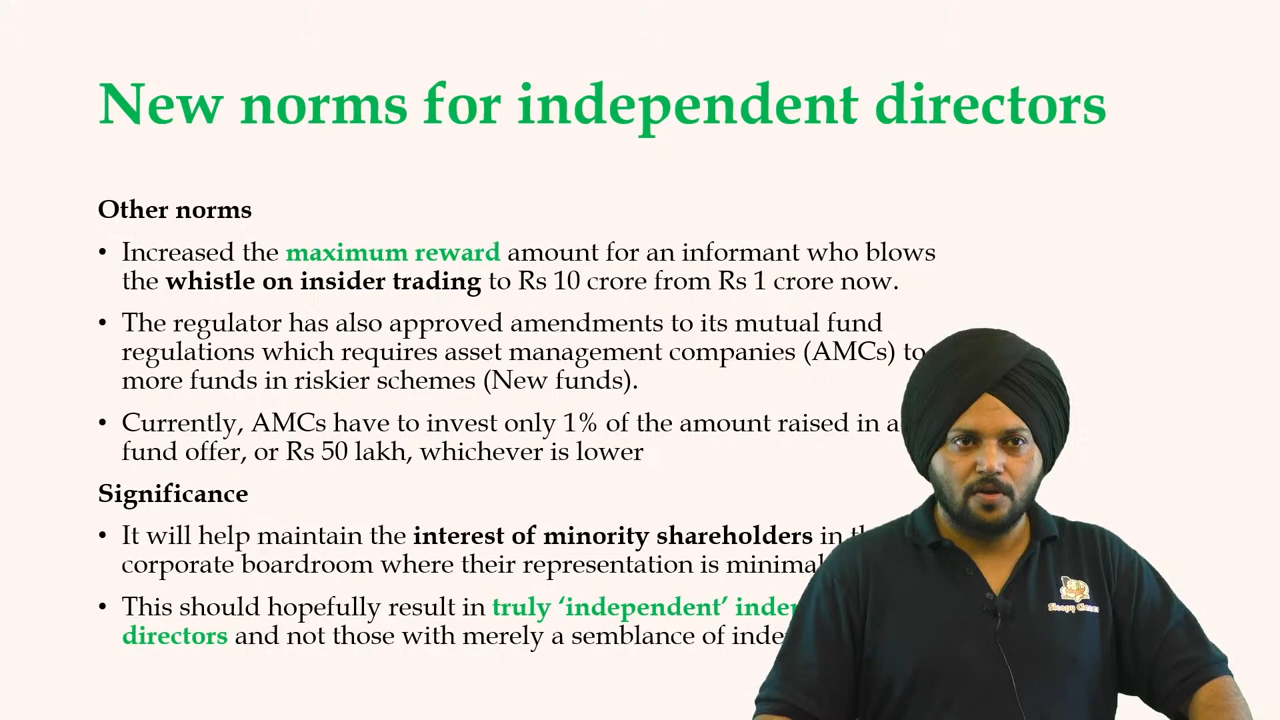 New norms for independent directors
Other norms
• Increased the maximum reward amount for an informant who blows
the whistle on insider trading to Rs 10 crore from Rs 1 crore now.
• The regulator has also approved amendments to its mutual fund
regulations which requires asset management companies (AMCs) to
more funds in riskier schemes (New funds).
• Currently, AMCs have to invest only 1% of the amount raised in a
fund offer, or Rs 50 lakh, whichever is lower
Significance
• It will help maintain the interest of minority shareholders in
corporate boardroom where their representation is minimal
• This should hopefully result in truly ‘independent’
directors and not those with merely a semblance of
Sleepy Classes